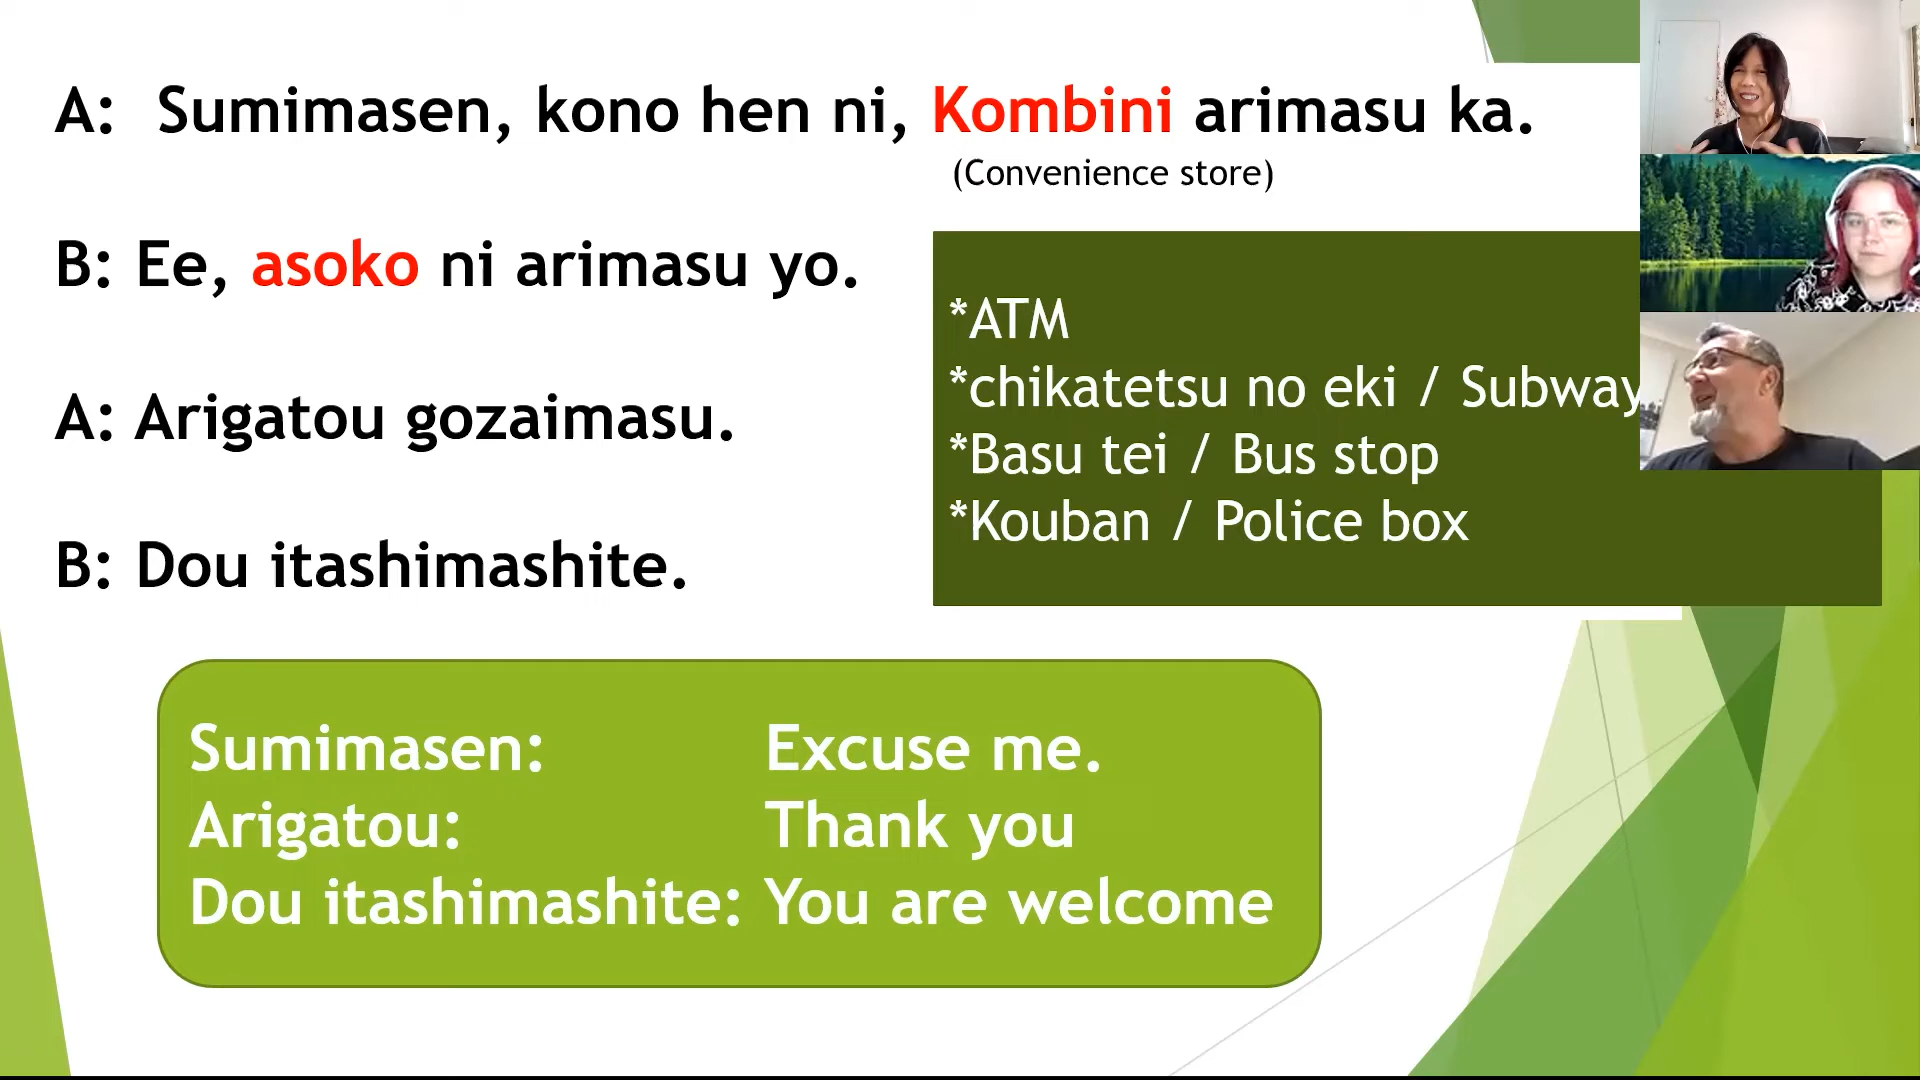 A: Sumimasen, kono hen ni, Kombini arimasu ka.
(Convenience store)
B: Ee, asoko ni arimasu yo.
A: Arigatou gozaimasu.
B: Dou itashimashite.
*ATM
*chikatetsu no eki / Subway
*Basu tei / Bus stop
*Kouban / Police box
Sumimasen: Excuse me.
Arigatou: Thank you
Dou itashimashite: You are welcome